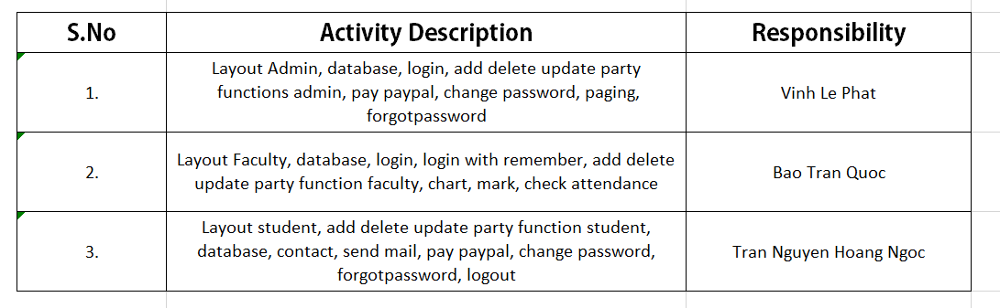 S.No Activity Description Responsibility
Layout Admin, database, login, add delete update party
1. functions admin, pay paypal, change password, paging, Vinh Le Phat
forgotpassword
Layout Faculty, database, login, login with remember, add delete
2. Bao Tran Quoc
update party function faculty, chart, mark, check attendance
Layout student, add delete update party function student,
3. database, contact, send mail, pay paypal, change password, Tran Nguyen Hoang Ngoc
forgotpassword, logout